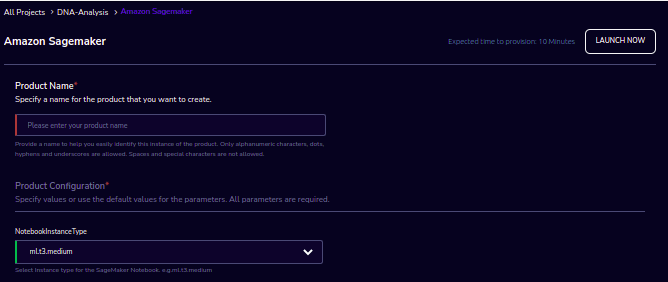 All Projects > DNA-Analysis > Amazon Sagemaker
Amazon Sagemaker
Expected time to provision: 10 Minutes
LAUNCH NOW
Product Name*
Specify a name for the product that you want to create.
Please enter your product name
Provide a name to help you easily identify this instance of the product. Only alphanumeric characters, dots,
hyphens and underscores are allowed. Spaces and special characters are not allowed.
Product Configuration*
Specify values or use the default values for the parameters. All parameters are required.
NotebookInstanceType
ml.t3.medium
Select Instance type for the SageMaker Notebook. e.g.ml.t3.medium